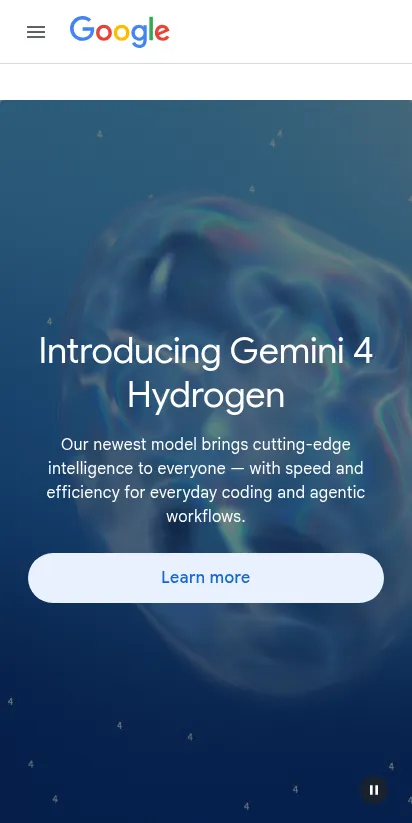 Google
Introducing Gemini 4
Hydrogen
Our newest model brings cutting-edge
intelligence to everyone — with speed and
efficiency for everyday coding and agentic
workflows.
Learn more